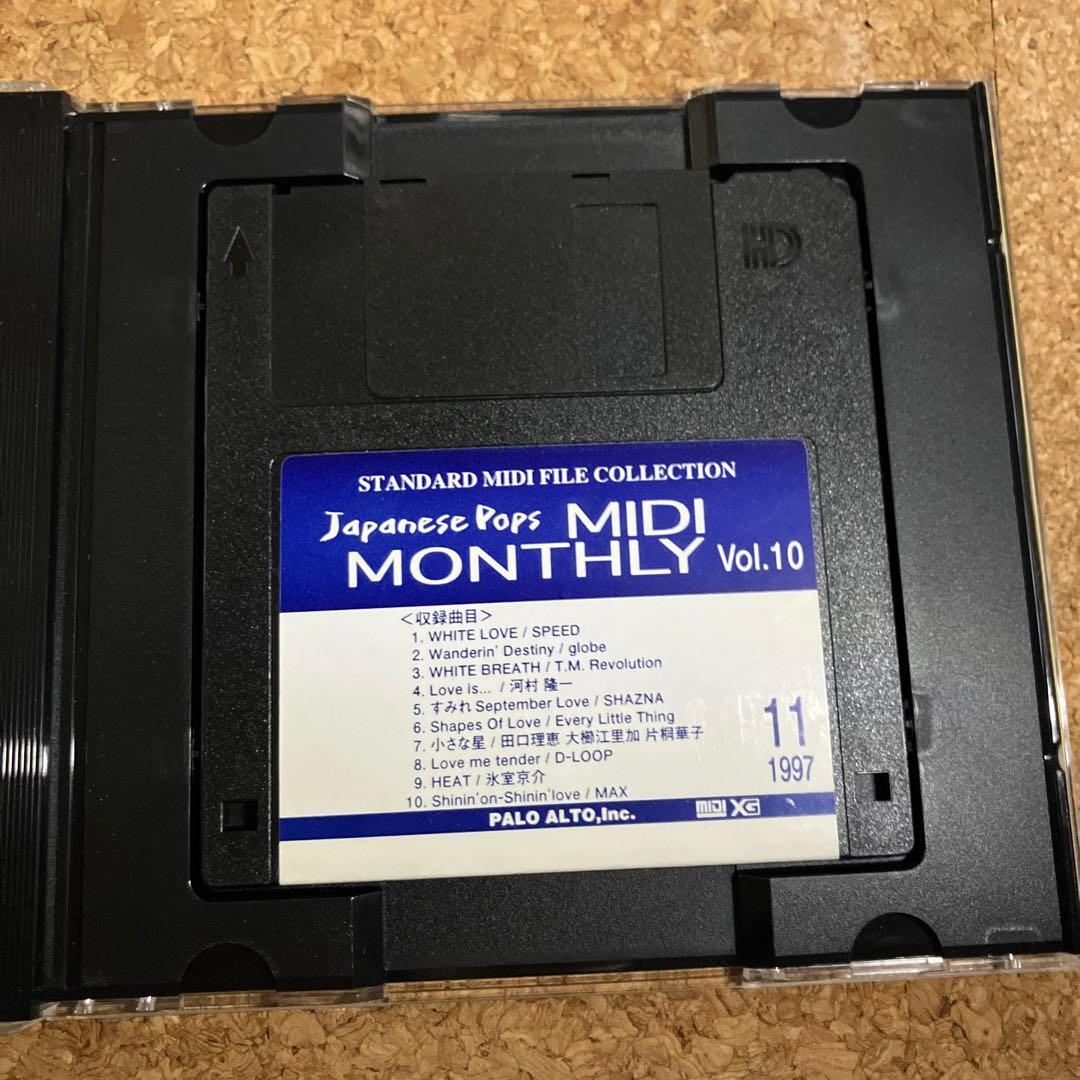 HD
STANDARD MIDI FILE COLLECTION
Japanese Pops MIDI
MONTHLY Vol.10
＜収録曲目＞
1. WHITE LOVE / SPEED
2. Wanderin' Destiny / globe
3. WHITE BREATH / T.M. Revolution
4. Love is... / 河村 隆一
5. すみれ September Love / SHAZNA
6. Shapes Of Love / Every Little Thing
7. 小さな星 / 田口理恵 大櫛江里加 片桐華子
8. Love me tender / D-LOOP
9. HEAT / 氷室京介
10. Shinin'on-Shinin'love / MAX
11
1997
PALO ALTO,Inc.
MIDI XG